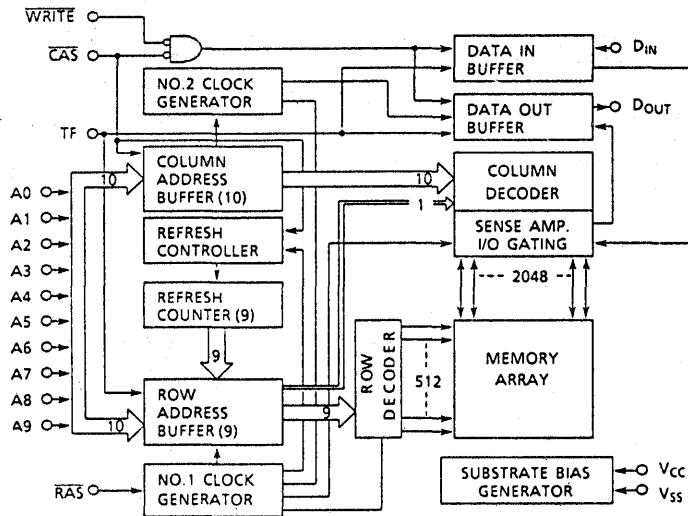 WRITE
CAS
TF
A0
A1
A2
A3
A4
A5
A6
A7
A8
A9
RAS
NO.2 CLOCK
GENERATOR
COLUMN
ADDRESS
BUFFER (10)
REFRESH
CONTROLLER
REFRESH
COUNTER (9)
ROW
ADDRESS
BUFFER (9)
NO.1 CLOCK
GENERATOR
10
10
10
1
9
9
ROW
DECODER
512
DATA IN
BUFFER
DATA OUT
BUFFER
COLUMN
DECODER
SENSE AMP.
I/O GATING
2048
MEMORY
ARRAY
SUBSTRATE BIAS
GENERATOR
DIN
DOUT
VCC
VSS